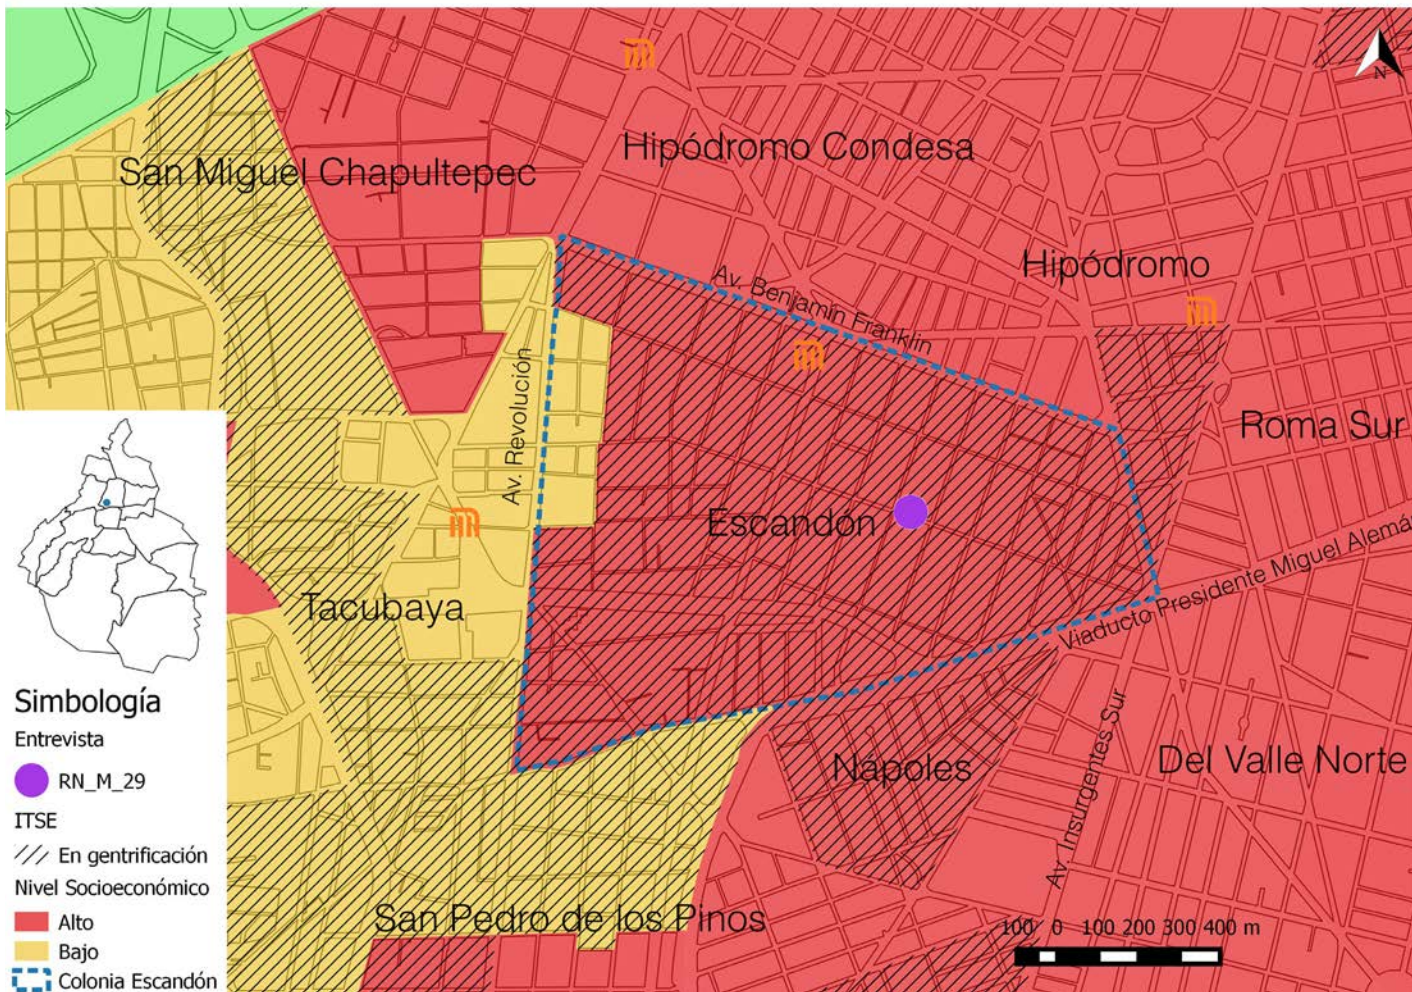 N
Hipódromo Condesa
San Miguel Chapultepec
Hipódromo
Av. Benjamín Franklin
Av. Revolución
Roma Sur
Escandón
Viaducto Presidente Miguel Alemá
Tacubaya
Simbología
Entrevista
RN_M_29
ITSE
En gentrificación
Nivel Socioeconómico
Alto
Bajo
Colonia Escandón
Nápoles
Del Valle Norte
Av. Insurgentes Sur
San Pedro de los Pinos
100 0 100 200 300 400 m